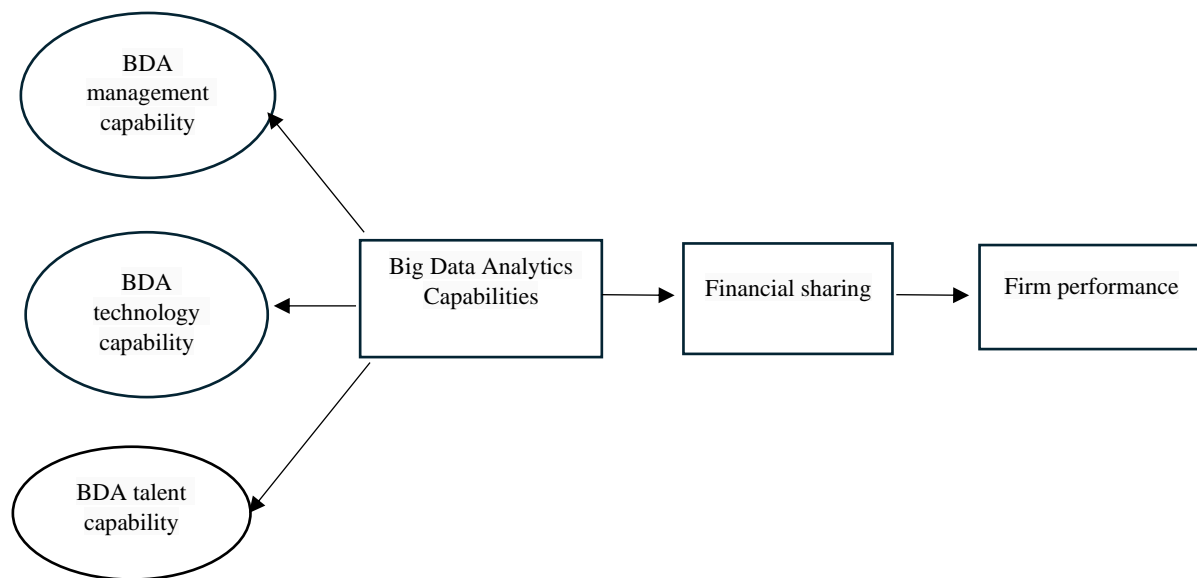 BDA
management
capability
BDA
technology
capability
BDA talent
capability
Big Data Analytics
Capabilities
Financial sharing
Firm performance